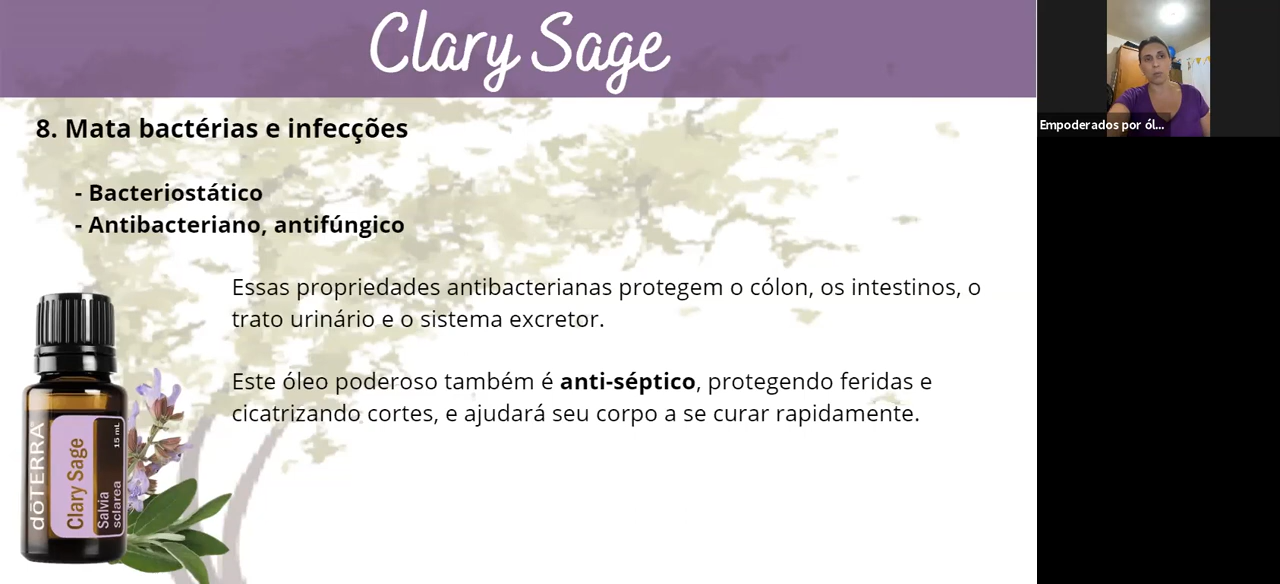 Clary Sage
8. Mata bactérias e infecções
- Bacteriostático
- Antibacteriano, antifúngico
Essas propriedades antibacterianas protegem o cólon, os intestinos, o
trato urinário e o sistema excretor.
Este óleo poderoso também é anti-séptico, protegendo feridas e
cicatrizando cortes, e ajudará seu corpo a se curar rapidamente.
dōTERRA
Clary Sage
Salvia
sclarea
15 mL
Empoderados por ól...